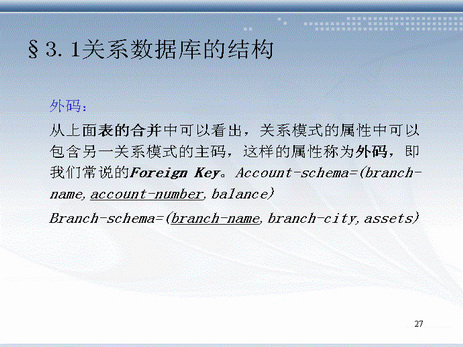 §3.1关系数据库的结构
外码：
从上面表的合并中可以看出，关系模式的属性中可以
包含另一关系模式的主码，这样的属性称为外码，即
我们常说的Foreign Key。Account-schema=(branch-
name,account-number,balance)
Branch-schema=(branch-name,branch-city,assets)
27